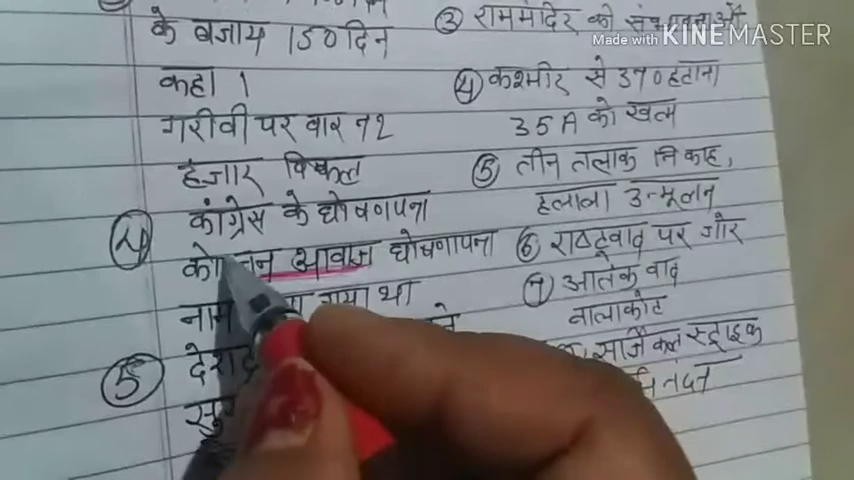 के बजाय 150 दिन
कहा ।
गरीवी पर वार 72
हजार
कांग्रेस के घोषणापत्रा
④ को जन आवाज घोषणापत्रा
नाम गया था
⑤
③ राममंदिर की
④ कश्मीर से 370 हटाना
35A को खत्म
⑤ तीन तलाक निकाह,
हलाला उन्मूलन
⑥ राष्ट्रवाद पर जोर
⑦ आतंकवाद
बालाकोट
सर्जिकल स्ट्राइक
Made with KINEMASTER